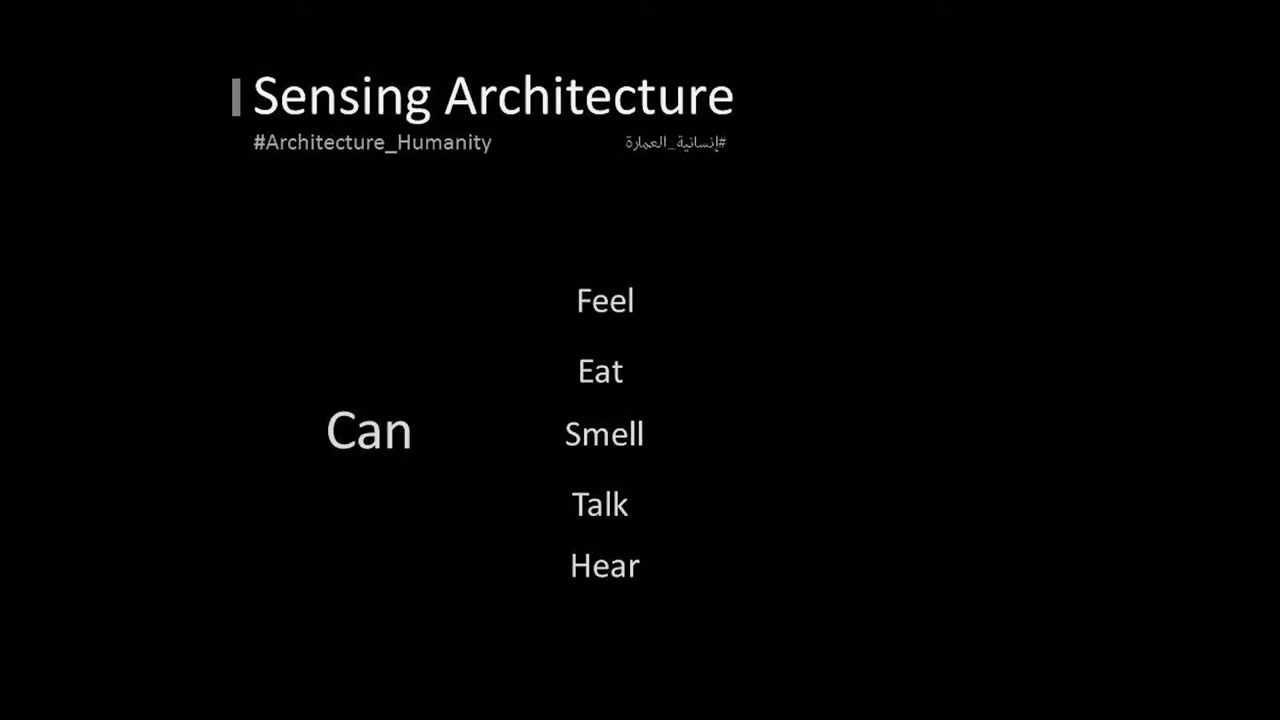 Sensing Architecture
#Architecture_Humanity
#إنسانية_العمارة
Feel
Eat
Can
Smell
Talk
Hear